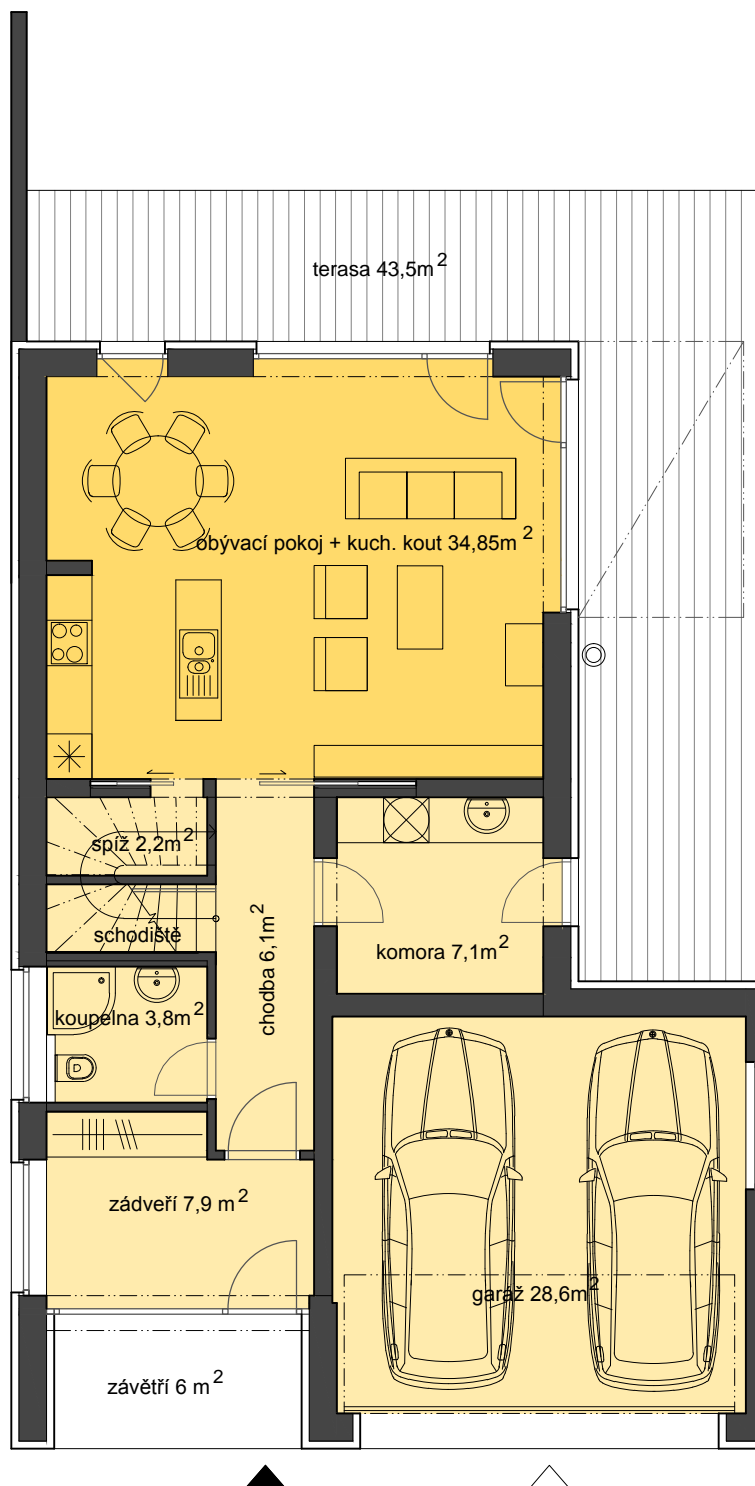 terasa 43,5m²
obývací pokoj + kuch. kout 34,85m²
spíž 2,2m²
schodiště
chodba 6,1m²
komora 7,1m²
koupelna 3,8m²
zádveří 7,9 m²
garáž 28,6m²
závětří 6 m²